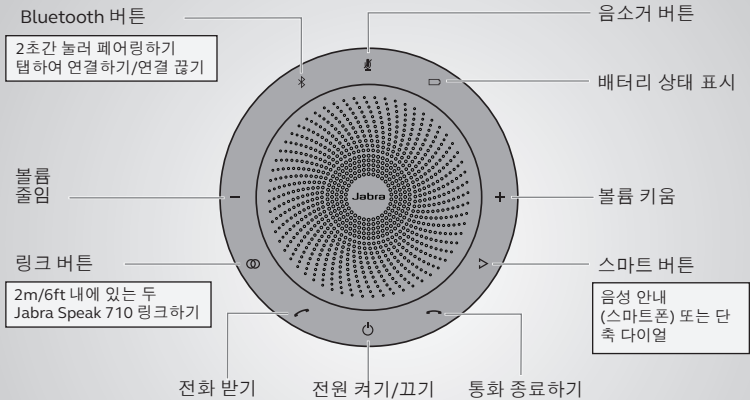 Bluetooth 버튼
2초간 눌러 페어링하기
탭하여 연결하기/연결 끊기
음소거 버튼
배터리 상태 표시
볼륨
줄임
Jabra
볼륨 키움
링크 버튼
2m/6ft 내에 있는 두
Jabra Speak 710 링크하기
스마트 버튼
음성 안내
(스마트폰) 또는 단
축 다이얼
전화 받기
전원 켜기/끄기
통화 종료하기